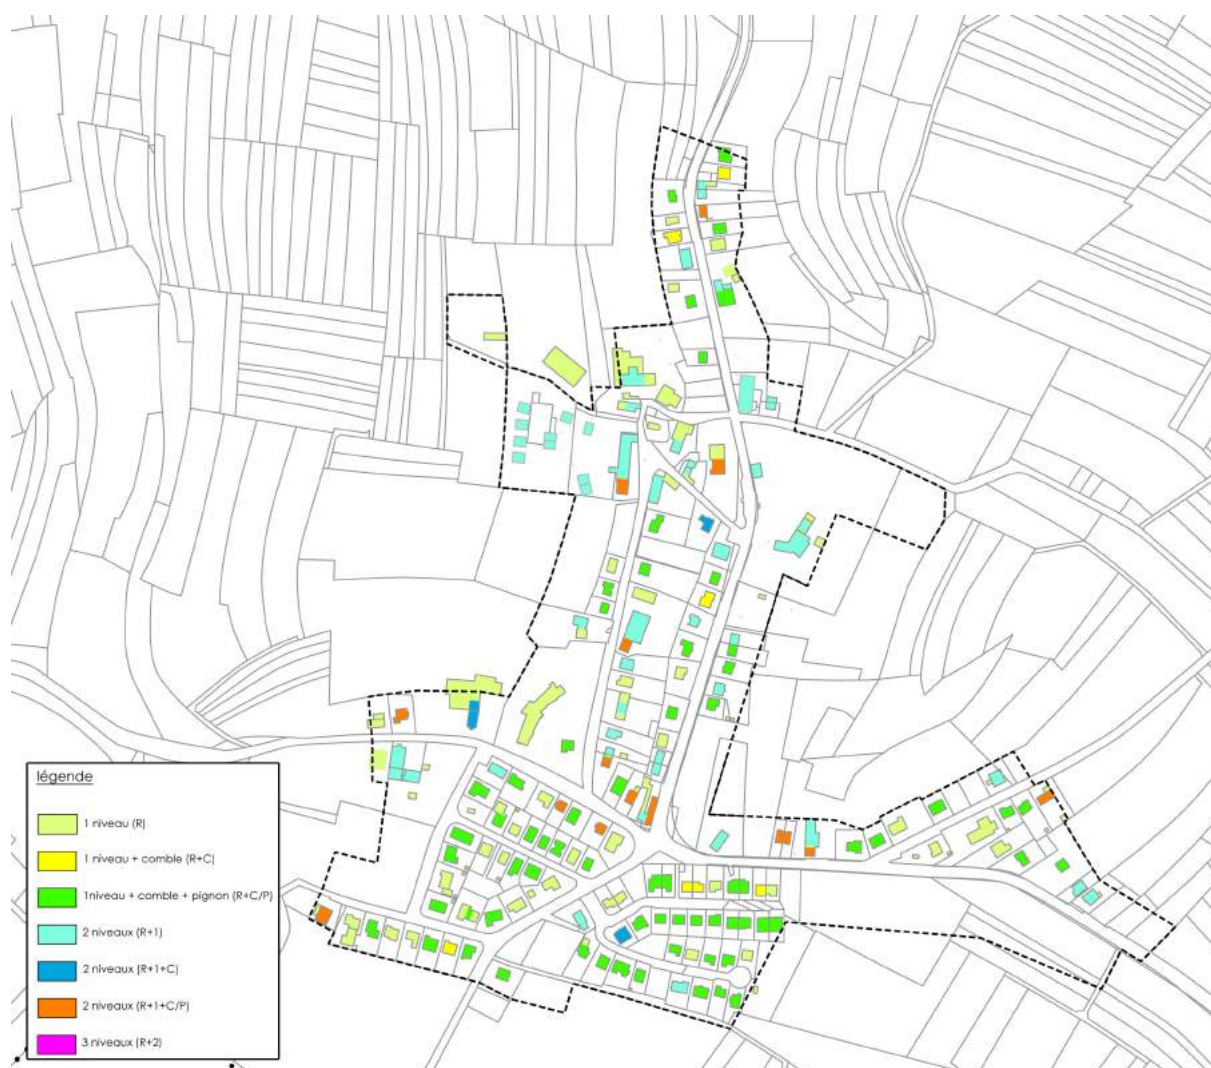 légende
1 niveau (R)
1 niveau + comble (R+C)
1niveau + comble + pignon (R+C/P)
2 niveaux (R+1)
2 niveaux (R+1+C)
2 niveaux (R+1+C/P)
3 niveaux (R+2)